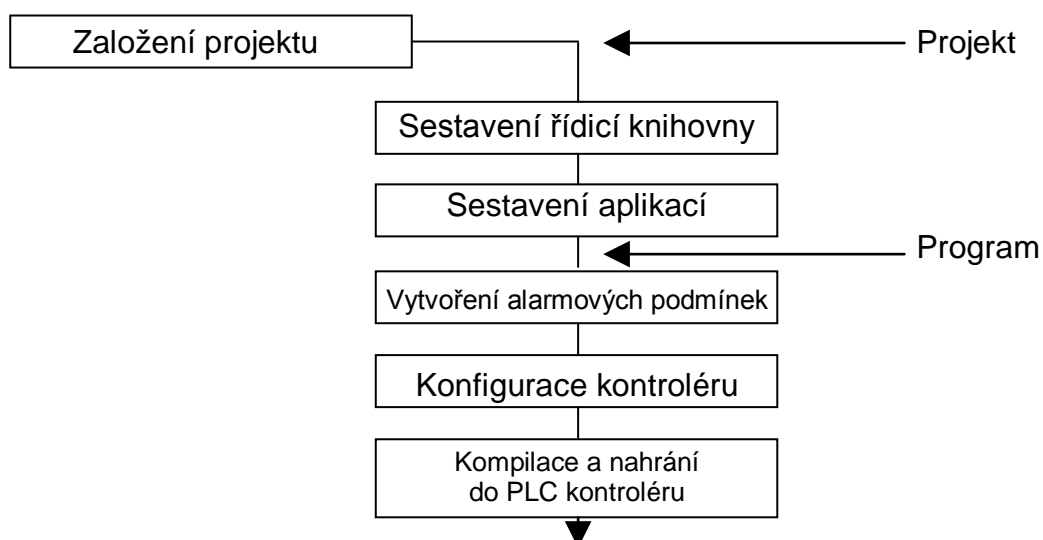 Založení projektu
Projekt
Sestavení řídicí knihovny
Sestavení aplikací
Program
Vytvoření alarmových podmínek
Konfigurace kontroléru
Kompilace a nahrání
do PLC kontroléru